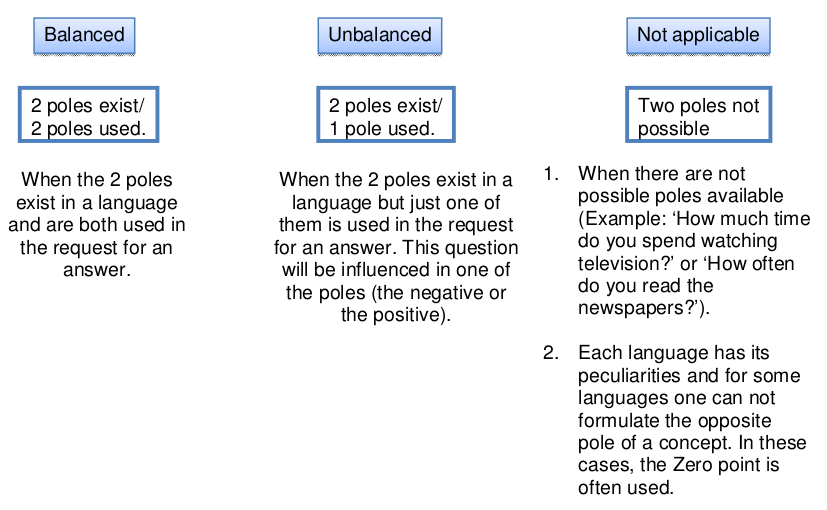 Balanced
2 poles exist/
2 poles used.
When the 2 poles
exist in a language
and are both used in
the request for an
answer.
Unbalanced
2 poles exist/
1 pole used.
When the 2 poles exist in a
language but just one of
them is used in the request
for an answer. This question
will be influenced in one of
the poles (the negative or
the positive).
Not applicable
Two poles not
possible
1. When there are not
possible poles available
(Example: ‘How much time
do you spend watching
television?’ or ‘How often
do you read the
newspapers?’).
2. Each language has its
peculiarities and for some
languages one can not
formulate the opposite
pole of a concept. In these
cases, the Zero point is
often used.